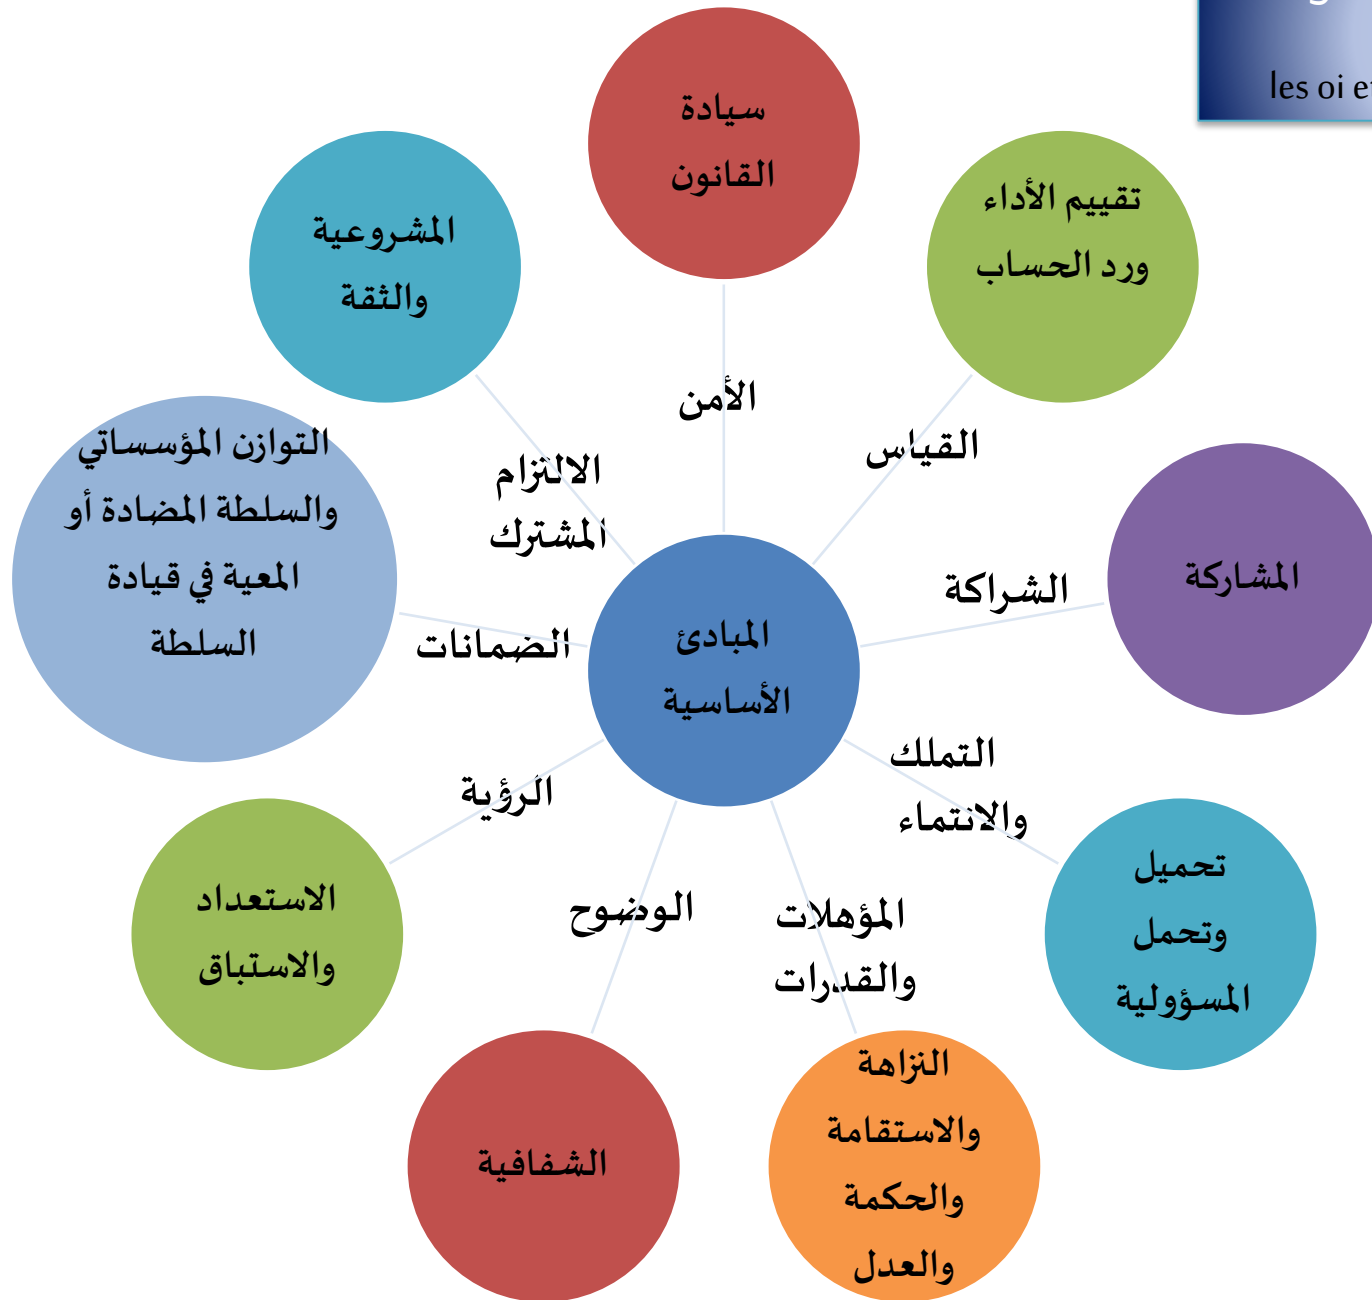 les oi
سيادة
القانون
تقييم الأداء
ورد الحساب
المشروعية
والثقة
الأمن
القياس
الالتزام
المشترك
التوازن المؤسساتي
والسلطة المضادة أو
المعية في قيادة
السلطة
المشاركة
الشراكة
الضمانات
المبادئ
الأساسية
التملك
والانتماء
الرؤية
تحميل
وتحمل
المسؤولية
الاستعداد
والاستباق
الوضوح
المؤهلات
والقدرات
النزاهة
والاستقامة
والحكمة
والعدل
الشفافية